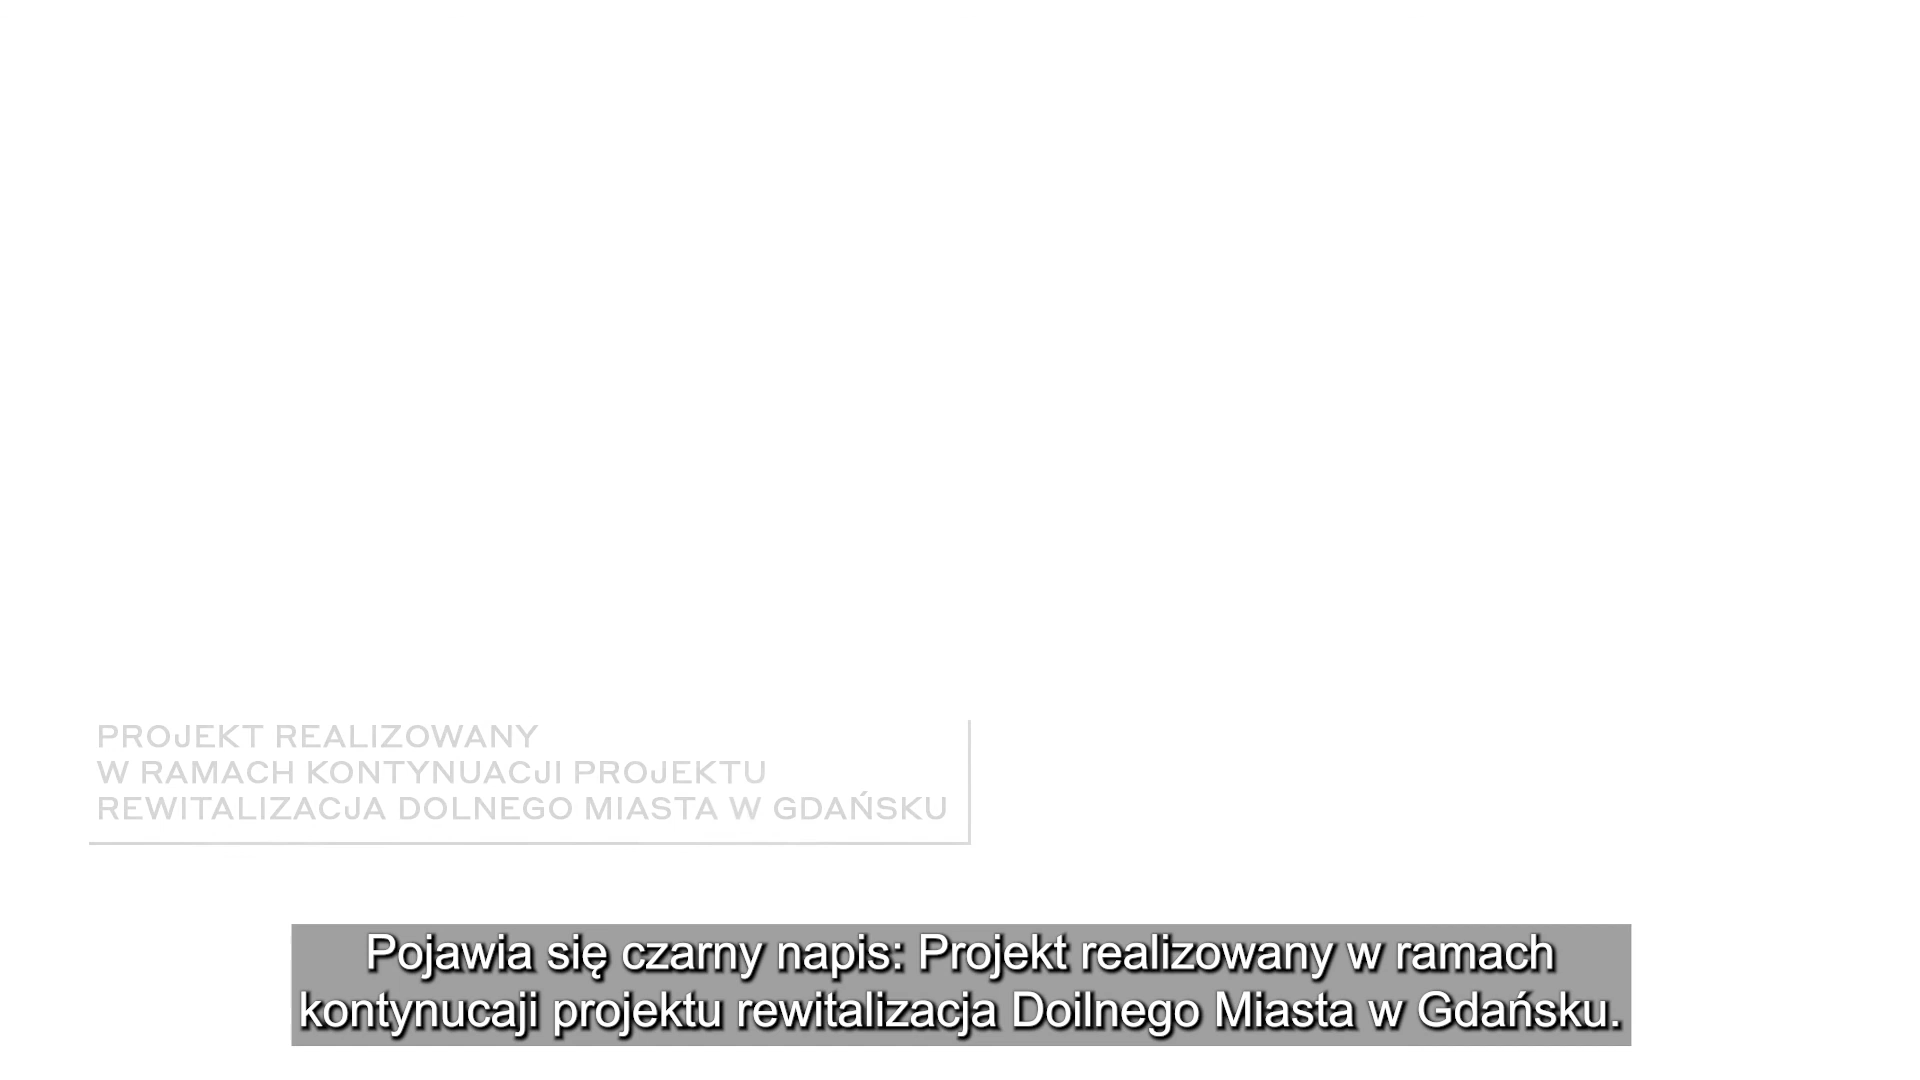 PROJEKT REALIZOWANY
W RAMACH KONTYNUACJI PROJEKTU
REWITALIZACJA DOLNEGO MIASTA W GDAŃSKU
Pojawia się czarny napis: Projekt realizowany w ramach
kontynucaji projektu rewitalizacja Doilnego Miasta w Gdańsku.